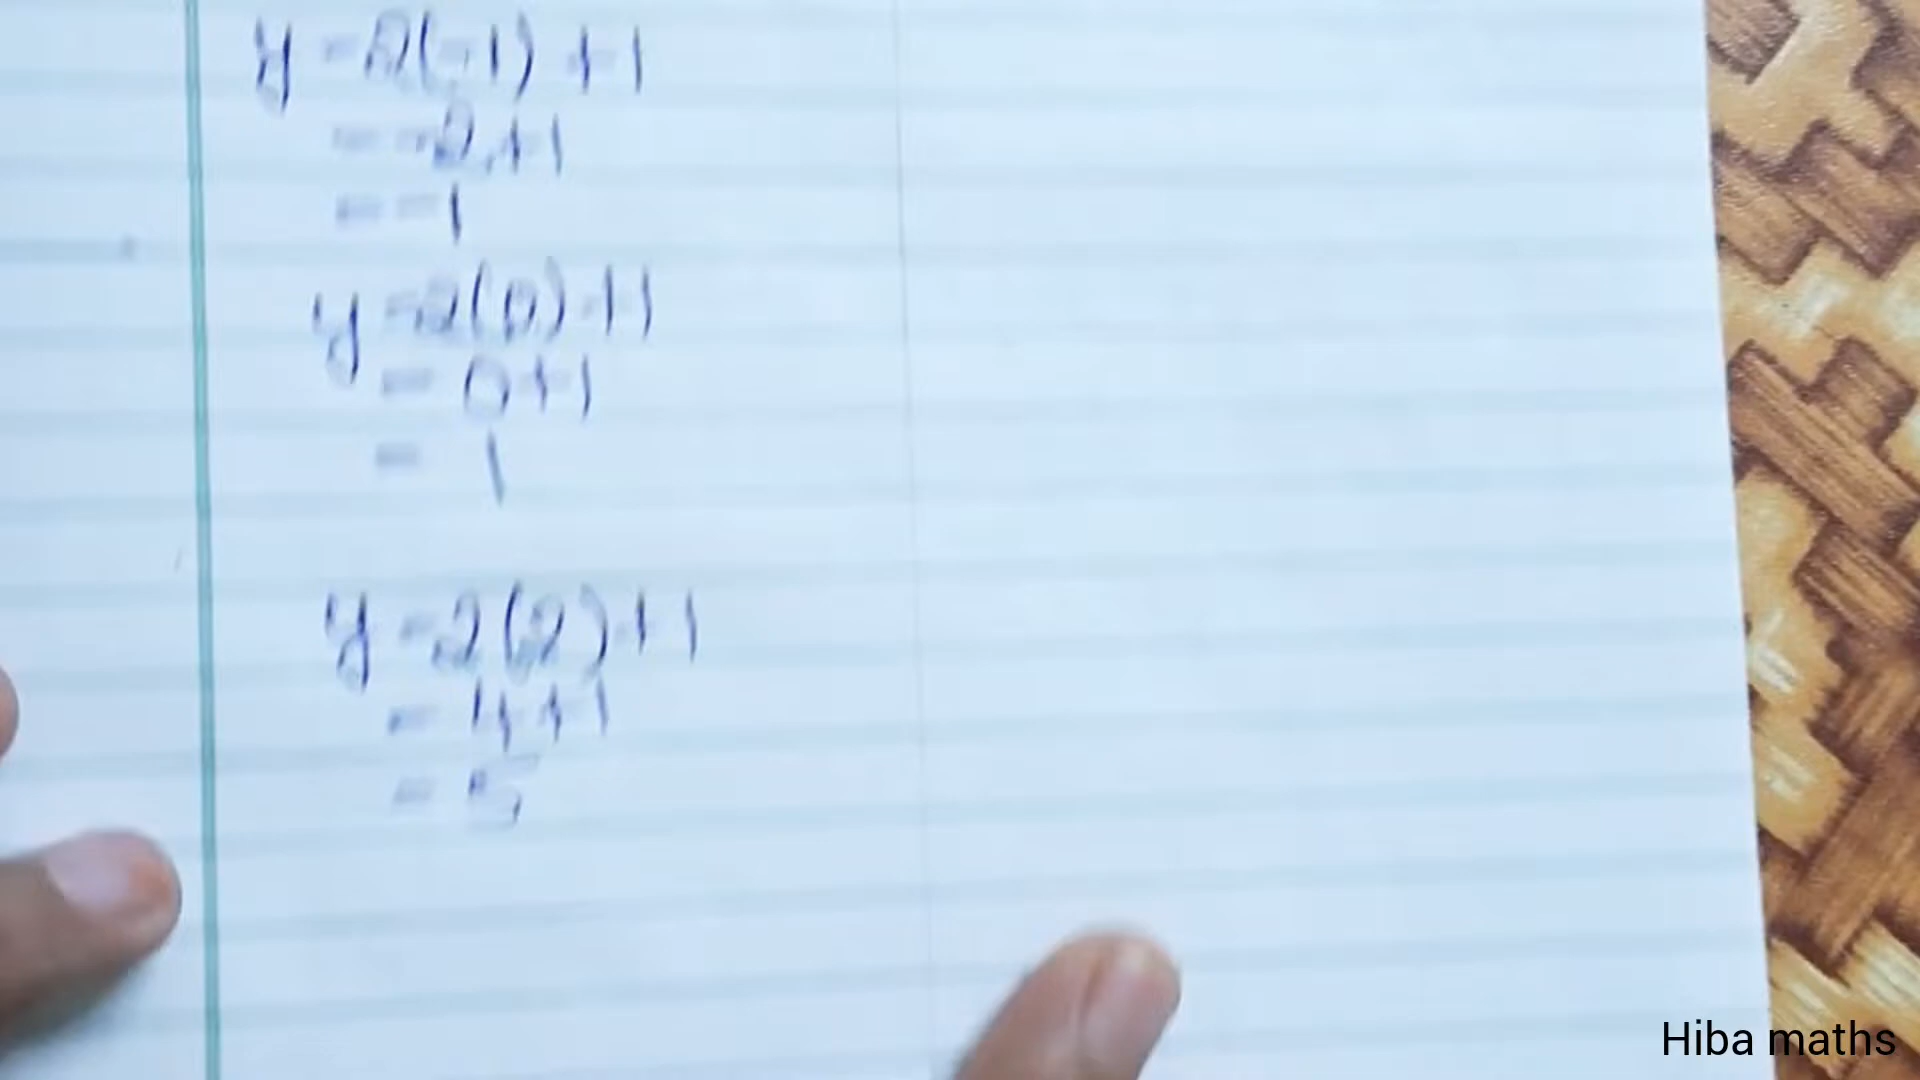 y = 2(-1) + 1
= -2 + 1
= -1
y = 2(0) + 1
= 0 + 1
= 1
y = 2(2) + 1
= 4 + 1
= 5
Hiba maths